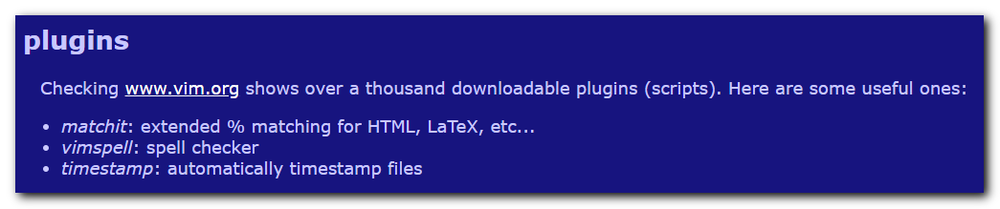 plugins
Checking www.vim.org shows over a thousand downloadable plugins (scripts). Here are some useful ones:
• matchit: extended % matching for HTML, LaTeX, etc...
• vimspell: spell checker
• timestamp: automatically timestamp files